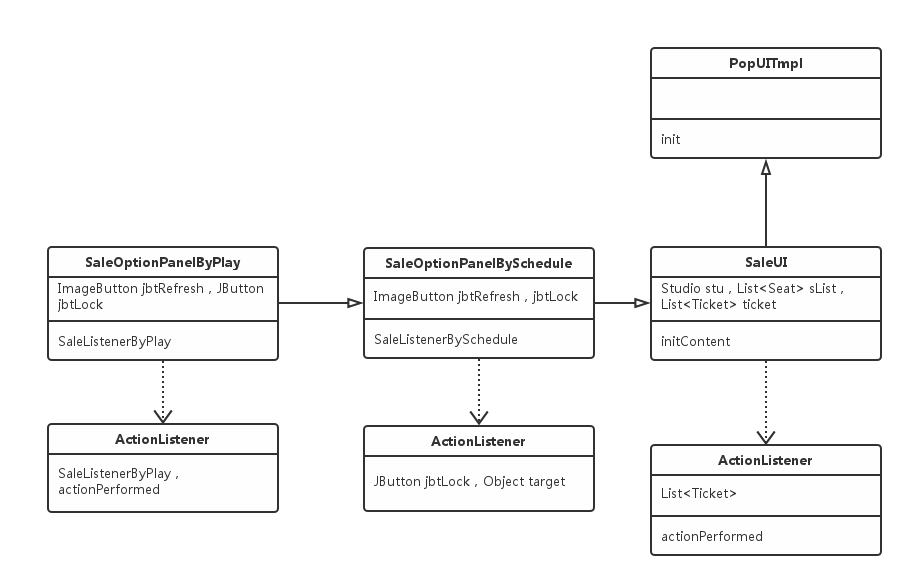 PopUITmpl
init
SaleOptionPanelByPlay
ImageButton jbtRefresh , JButton
jbtLock
SaleListenerByPlay
SaleOptionPanelBySchedule
ImageButton jbtRefresh , jbtLock
SaleListenerBySchedule
SaleUI
Studio stu , List<Seat> sList ,
List<Ticket> ticket
initContent
ActionListener
SaleListenerByPlay ,
actionPerformed
ActionListener
JButton jbtLock , Object target
ActionListener
List<Ticket>
actionPerformed